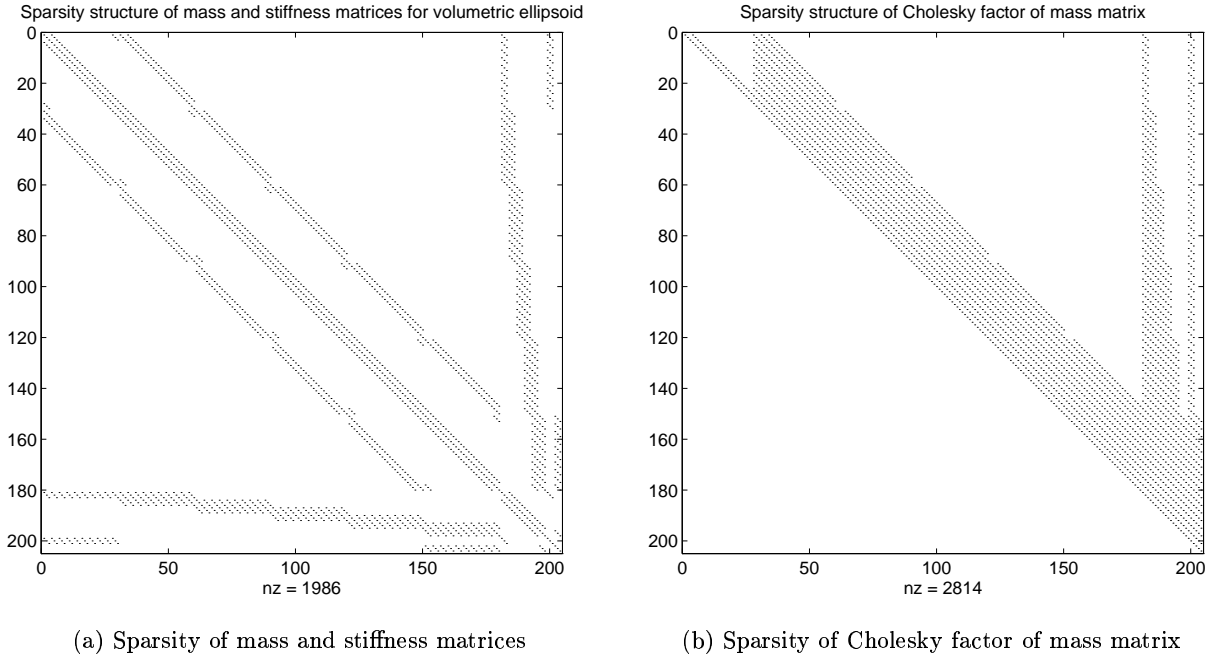 Sparsity structure of mass and stiffness matrices for volumetric ellipsoid
0
20
40
60
80
100
120
140
160
180
200
0 50 100 150 200
nz = 1986
(a) Sparsity of mass and stiffness matrices
Sparsity structure of Cholesky factor of mass matrix
0
20
40
60
80
100
120
140
160
180
200
0 50 100 150 200
nz = 2814
(b) Sparsity of Cholesky factor of mass matrix